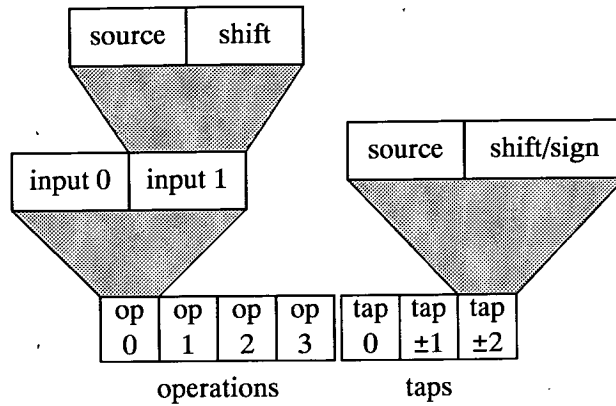 source shift
source shift/sign
input 0 input 1
op op op op tap tap tap
0 1 2 3 0 ±1 ±2
operations taps